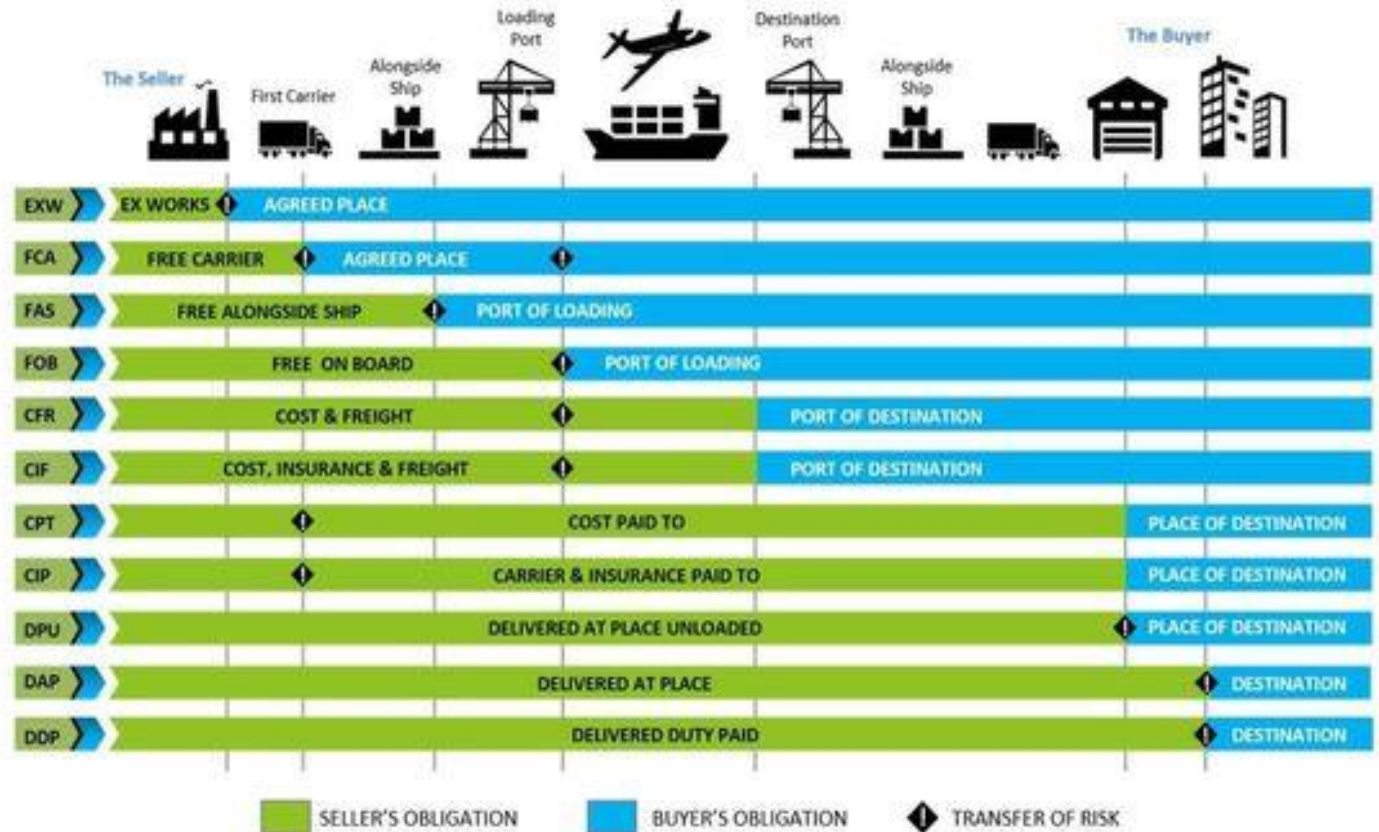 Loading
Port
Destination
Port
The Buyer
The Seller
First Carrier
Alongside
Ship
Alongside
Ship
EXW EX WORKS AGREED PLACE
FCA FREE CARRIER AGREED PLACE
FAS FREE ALONGSIDE SHIP PORT OF LOADING
FOB FREE ON BOARD PORT OF LOADING
CFR COST & FREIGHT PORT OF DESTINATION
CIF COST, INSURANCE & FREIGHT PORT OF DESTINATION
CPT COST PAID TO PLACE OF DESTINATION
CIP CARRIER & INSURANCE PAID TO PLACE OF DESTINATION
DPU DELIVERED AT PLACE UNLOADED PLACE OF DESTINATION
DAP DELIVERED AT PLACE DESTINATION
DDP DELIVERED DUTY PAID DESTINATION
SELLER'S OBLIGATION BUYER'S OBLIGATION TRANSFER OF RISK